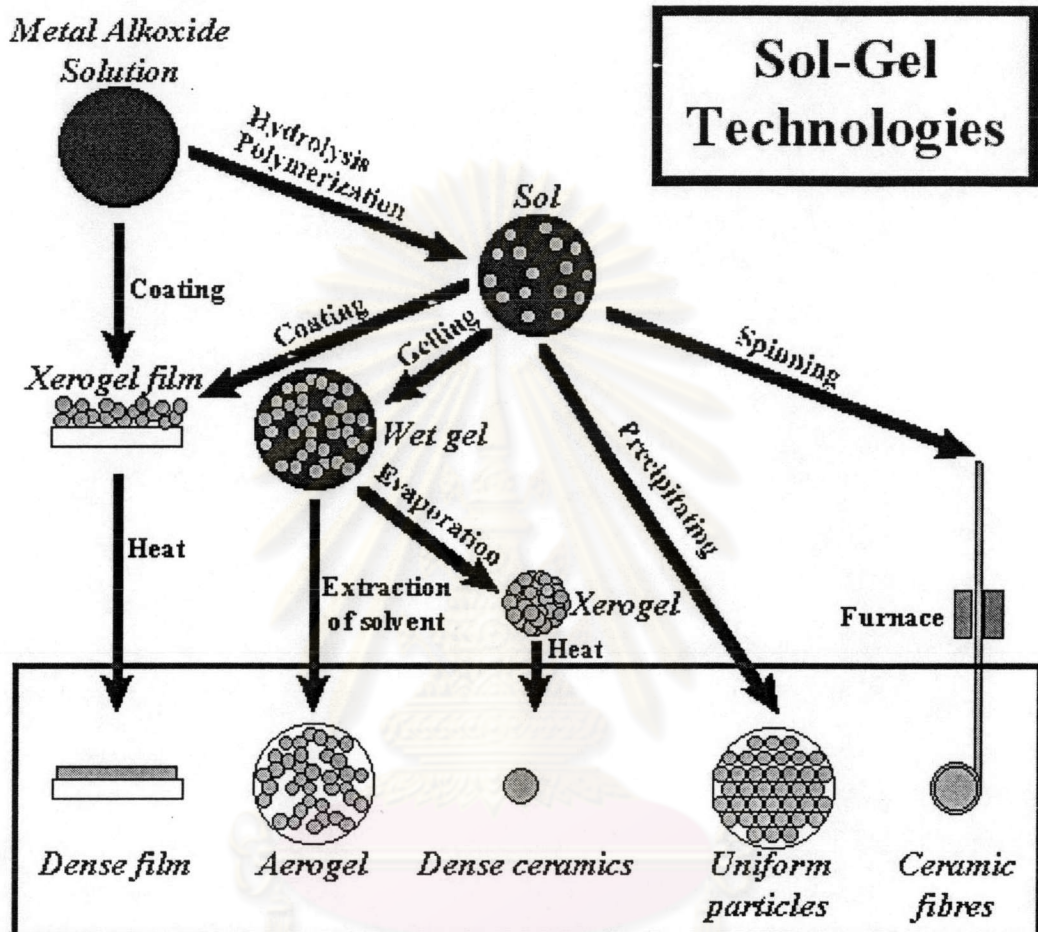 Metal Alkoxide
Solution
Sol-Gel
Technologies
Hydrolysis
Polymerization
Sol
Coating
Coating
Gelling
Spinning
Xerogel film
Wet gel
Precipitating
Evaporation
Heat
Extraction
of solvent
Xerogel
Furnace
Heat
Dense film
Aerogel
Dense ceramics
Uniform
particles
Ceramic
fibres